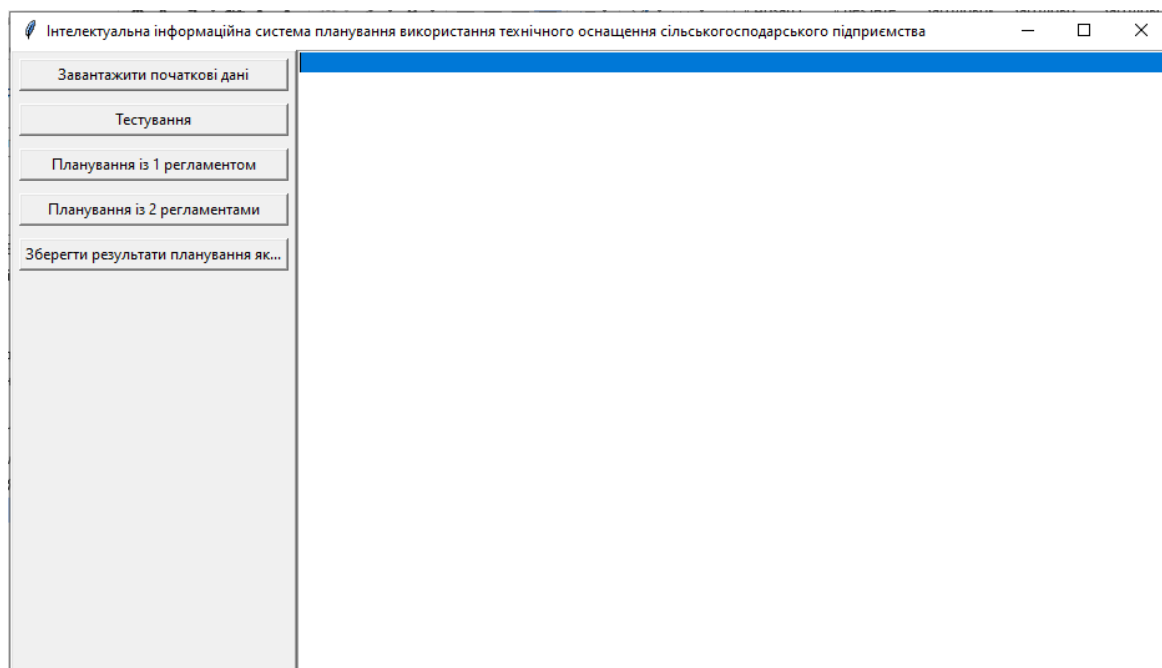 Інтелектуальна інформаційна система планування використання технічного оснащення сільськогосподарського підприємства
Завантажити початкові дані
Тестування
Планування із 1 регламентом
Планування із 2 регламентами
Зберегти результати планування як...